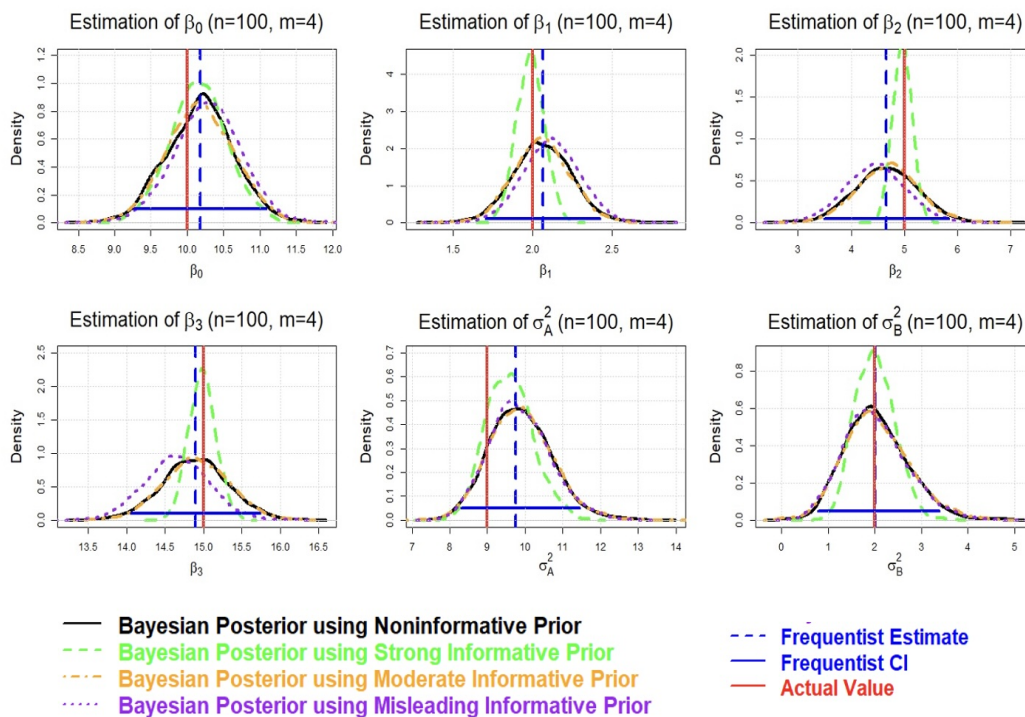 Estimation of β0 (n=100, m=4)
Density
0.0 0.2 0.4 0.6 0.8 1.0 1.2
8.5 9.0 9.5 10.0 10.5 11.0 11.5 12.0
β0
Estimation of β1 (n=100, m=4)
Density
0 1 2 3 4
1.5 2.0 2.5
β1
Estimation of β2 (n=100, m=4)
Density
0.0 0.5 1.0 1.5 2.0
3 4 5 6 7
β2
Estimation of β3 (n=100, m=4)
Density
0.0 0.5 1.0 1.5 2.0 2.5
13.5 14.0 14.5 15.0 15.5 16.0 16.5
β3
Estimation of σ²A (n=100, m=4)
Density
0.0 0.1 0.2 0.3 0.4 0.5 0.6 0.7
7 8 9 10 11 12 13 14
σ²A
Estimation of σ²B (n=100, m=4)
Density
0.0 0.2 0.4 0.6 0.8
0 1 2 3 4 5
σ²B
Bayesian Posterior using Noninformative Prior
Bayesian Posterior using Strong Informative Prior
Bayesian Posterior using Moderate Informative Prior
Bayesian Posterior using Misleading Informative Prior
Frequentist Estimate
Frequentist CI
Actual Value